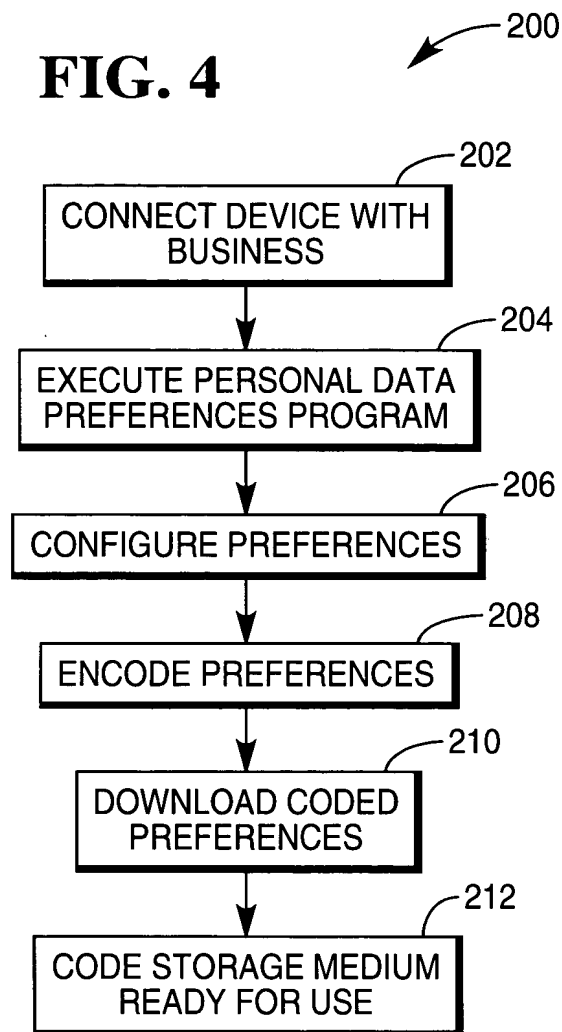 FIG. 4
200
202
CONNECT DEVICE WITH
BUSINESS
204
EXECUTE PERSONAL DATA
PREFERENCES PROGRAM
206
CONFIGURE PREFERENCES
208
ENCODE PREFERENCES
210
DOWNLOAD CODED
PREFERENCES
212
CODE STORAGE MEDIUM
READY FOR USE